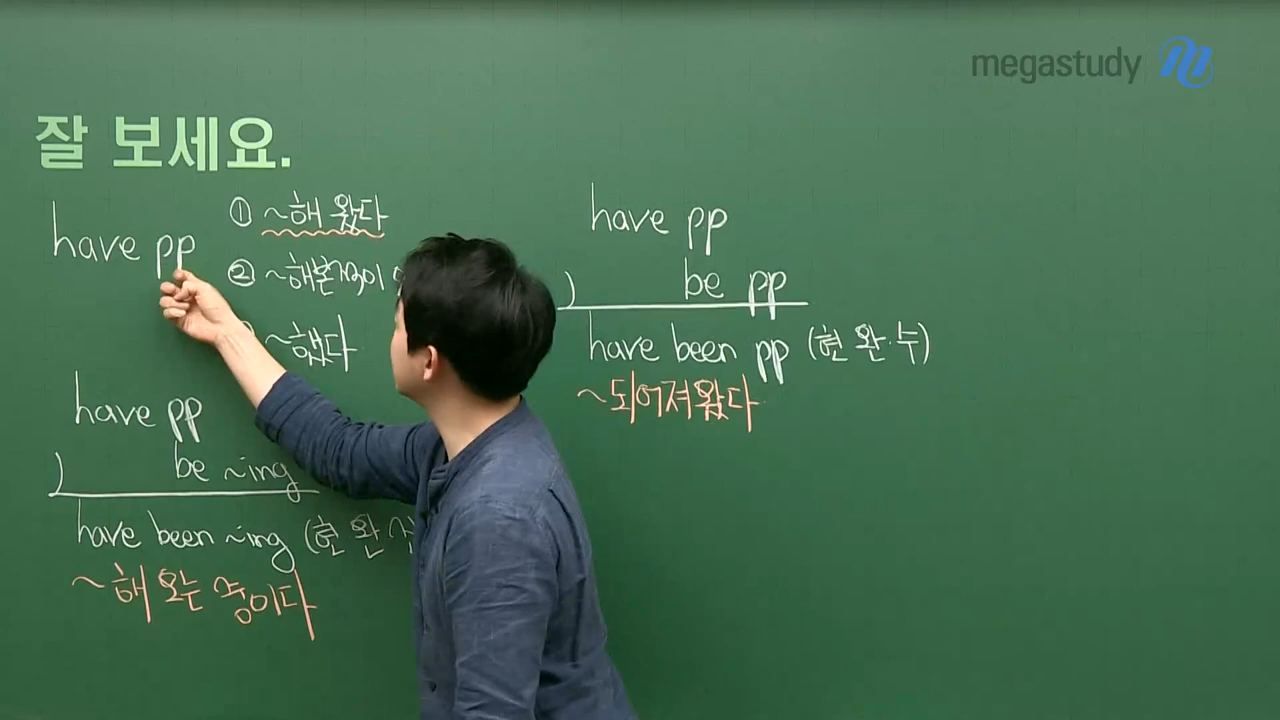 megastudy
잘 보세요.
have pp
① ~해 왔다
② ~해본적이
~했다
have pp
) be ~ing
have been ~ing (현 완
~해 오는 중이다
have pp
) be pp
have been pp (현 완·수)
~되어져왔다